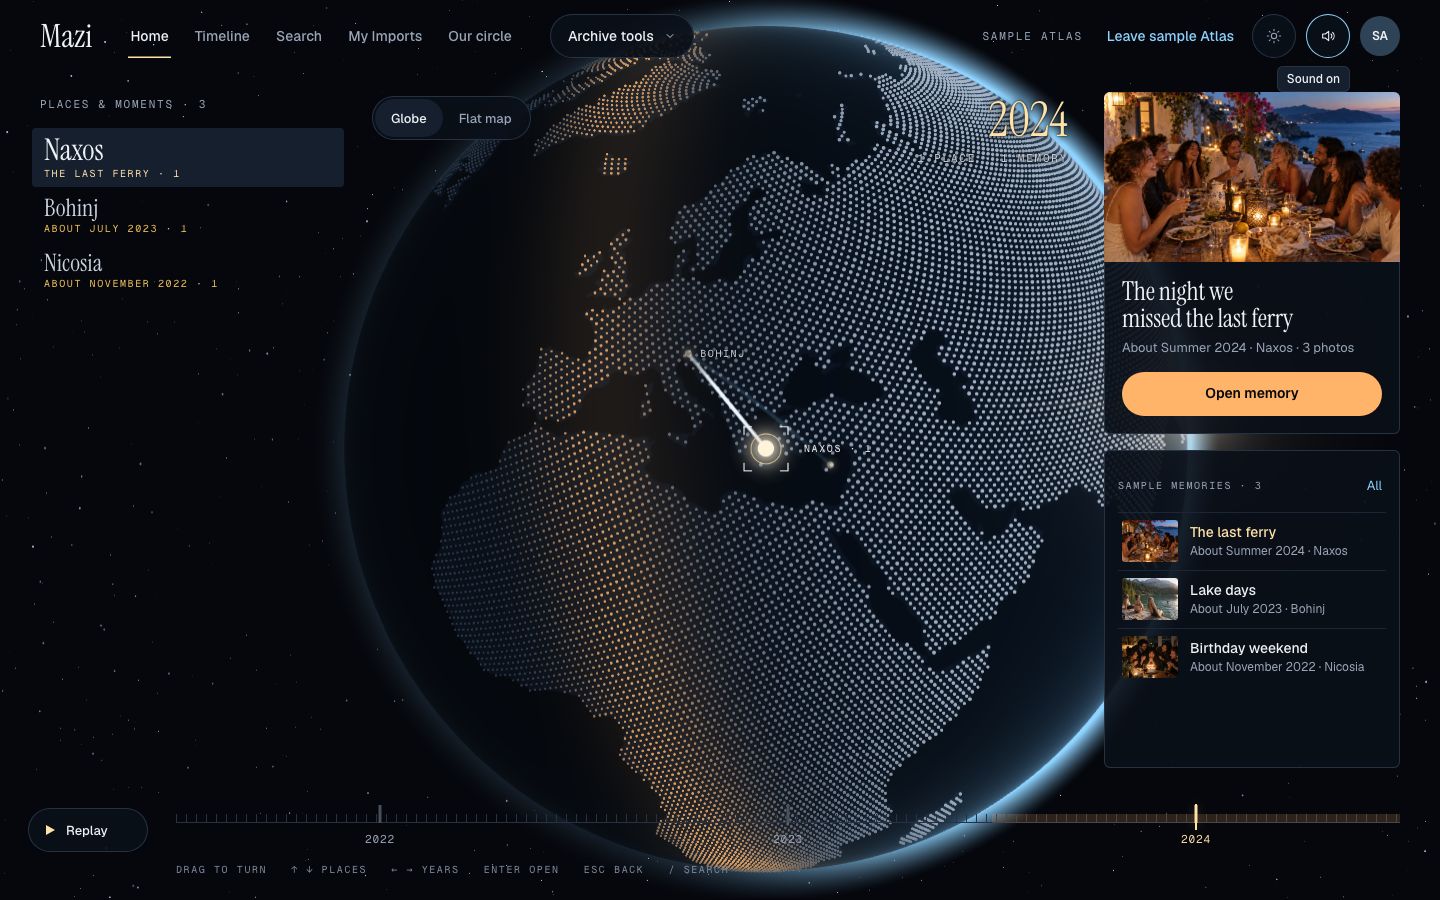 Mazi
Home
Timeline
Search
My Imports
Our circle
Archive tools
SAMPLE ATLAS
Leave sample Atlas
SA
Sound on
PLACES & MOMENTS · 3
Naxos
THE LAST FERRY · 1
Bohinj
ABOUT JULY 2023 · 1
Nicosia
ABOUT NOVEMBER 2022 · 1
Globe
Flat map
2024
1 PLACE · 1 MEMORY
BOHINJ
NAXOS · 1
The night we
missed the last ferry
About Summer 2024 · Naxos · 3 photos
Open memory
SAMPLE MEMORIES · 3
All
The last ferry
About Summer 2024 · Naxos
Lake days
About July 2023 · Bohinj
Birthday weekend
About November 2022 · Nicosia
Replay
2022
2023
2024
DRAG TO TURN
↑ ↓ PLACES
← → YEARS
ENTER OPEN
ESC BACK
/ SEARCH